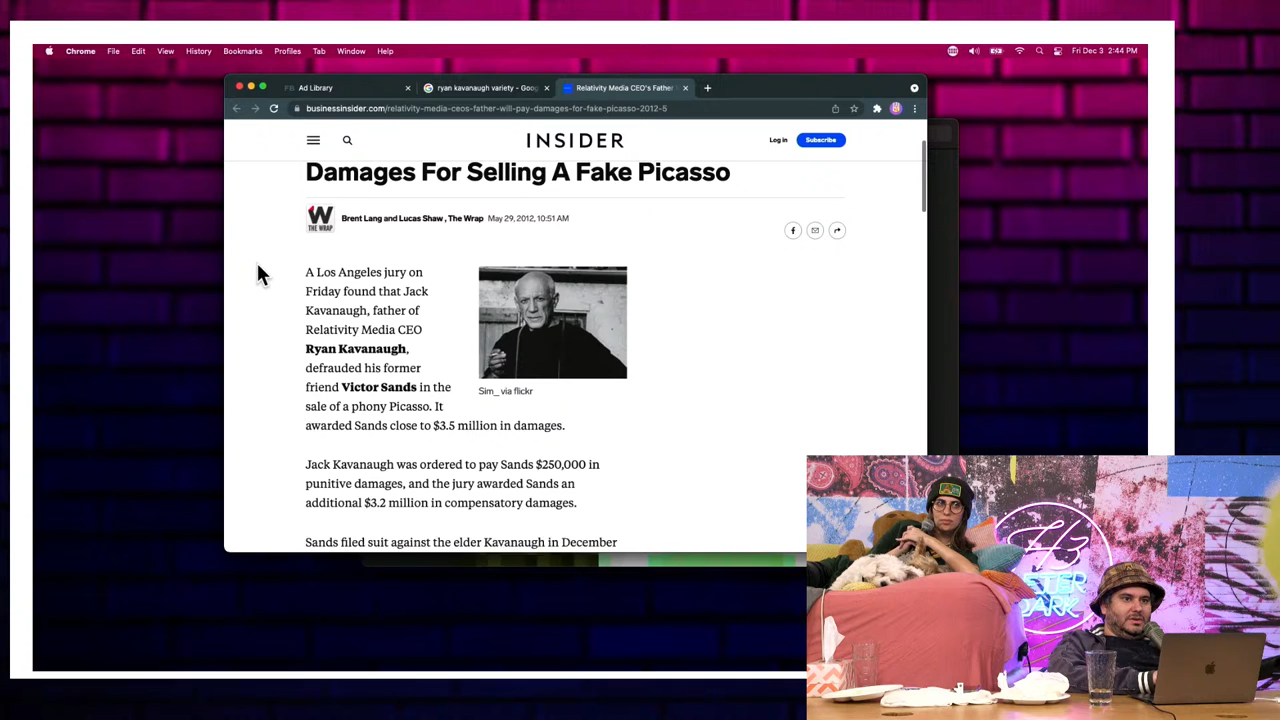 Chrome File Edit View History Bookmarks Profiles Tab Window Help
Fri Dec 3 2:44 PM
Ad Library
ryan kavanaugh variety - Goog
Relativity Media CEO's Father
businessinsider.com/relativity-media-ceos-father-will-pay-damages-for-fake-picasso-2012-5
INSIDER
Log in
Subscribe
Damages For Selling A Fake Picasso
W
THE WRAP
Brent Lang and Lucas Shaw , The Wrap May 29, 2012, 10:51 AM
A Los Angeles jury on
Friday found that Jack
Kavanaugh, father of
Relativity Media CEO
Ryan Kavanaugh,
defrauded his former
friend Victor Sands in the
sale of a phony Picasso. It
awarded Sands close to $3.5 million in damages.
Sim_ via flickr
Jack Kavanaugh was ordered to pay Sands $250,000 in
punitive damages, and the jury awarded Sands an
additional $3.2 million in compensatory damages.
Sands filed suit against the elder Kavanaugh in December
H3
DARK